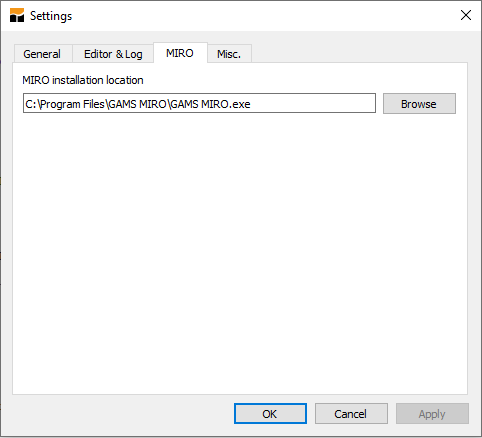 Settings
General
Editor & Log
MIRO
Misc.
MIRO installation location
C:\Program Files\GAMS MIRO\GAMS MIRO.exe
Browse
OK
Cancel
Apply